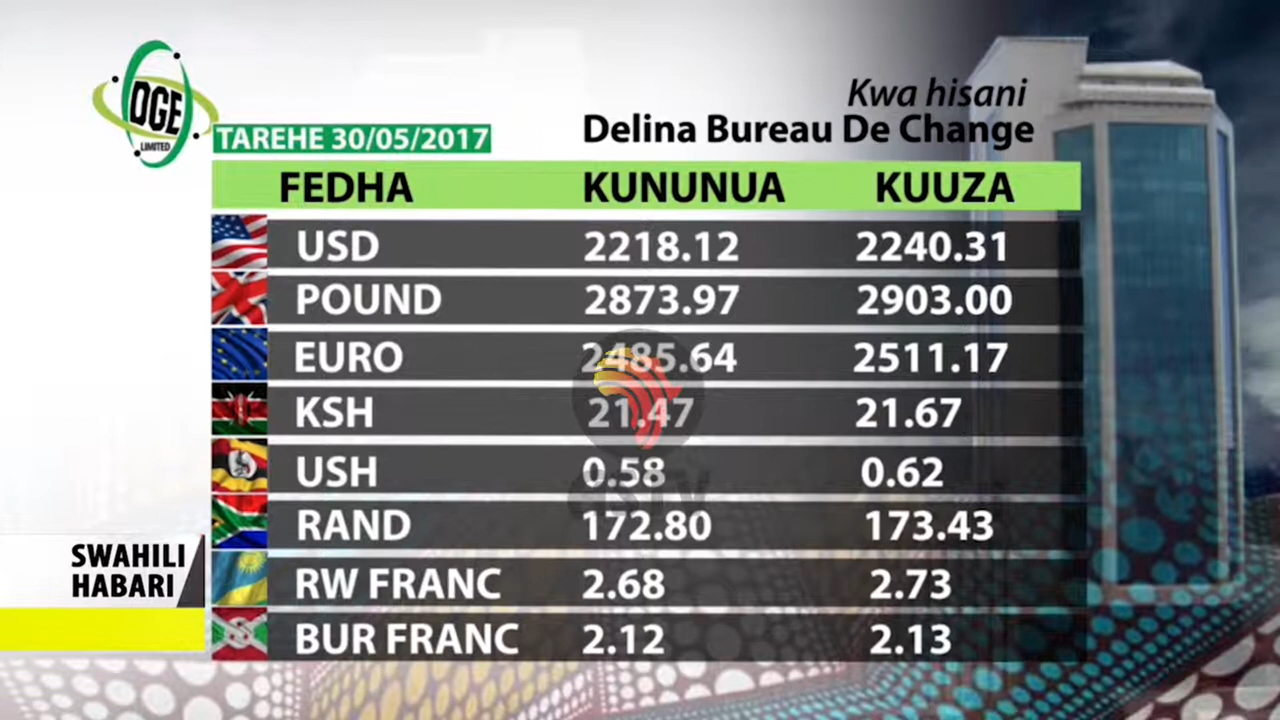 DGE
LIMITED
TAREHE 30/05/2017
Kwa hisani
Delina Bureau De Change
FEDHA KUNUNUA KUUZA
USD 2218.12 2240.31
POUND 2873.97 2903.00
EURO 2485.64 2511.17
KSH 21.47 21.67
USH 0.58 0.62
RAND 172.80 173.43
RW FRANC 2.68 2.73
BUR FRANC 2.12 2.13
SWAHILI
HABARI